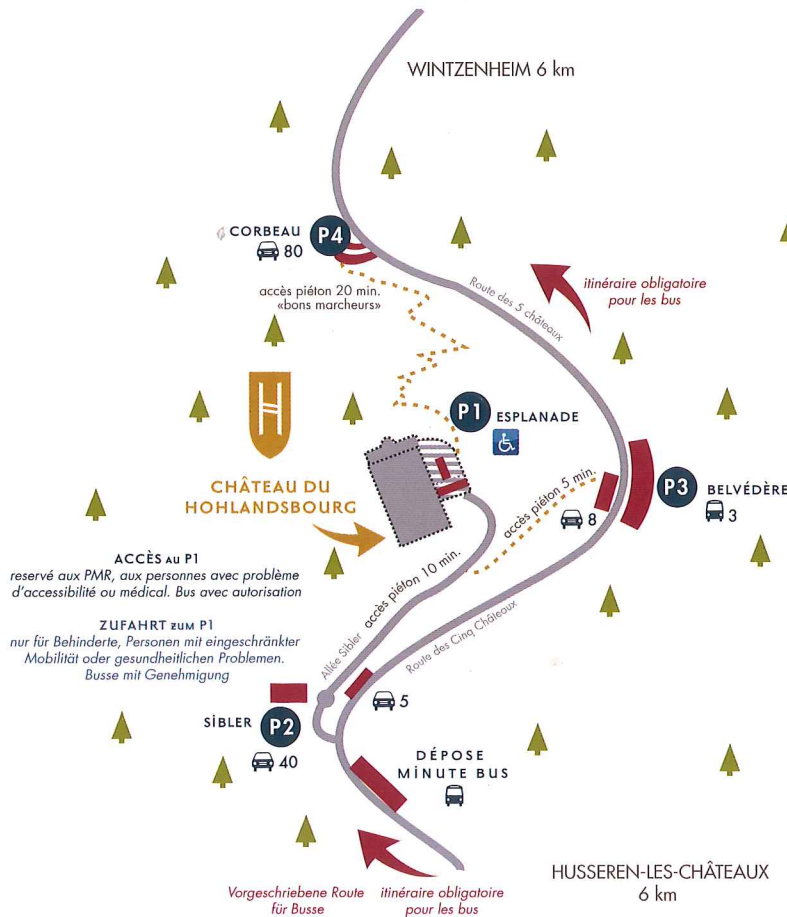 WINTZENHEIM 6 km
CORBEAU
P4
80
accès piéton 20 min.
«bons marcheurs»
Route des 5 châteaux
itinéraire obligatoire
pour les bus
P1
ESPLANADE
CHÂTEAU DU
HOHLANDSBOURG
accès piéton 5 min.
8
P3
BELVÉDÈRE
3
ACCÈS AU P1
reservé aux PMR, aux personnes avec problème
d'accessibilité ou médical. Bus avec autorisation
ZUFAHRT zum P1
nur für Behinderte, Personen mit eingeschränkter
Mobilität oder gesundheitlichen Problemen.
Busse mit Genehmigung
accès piéton 10 min.
Allée Sibler
Route des Cinq Châteaux
5
SIBLER
P2
40
DÉPOSE
MINUTE BUS
Vorgeschriebene Route
für Busse
itinéraire obligatoire
pour les bus
HUSSEREN-LES-CHÂTEAUX
6 km